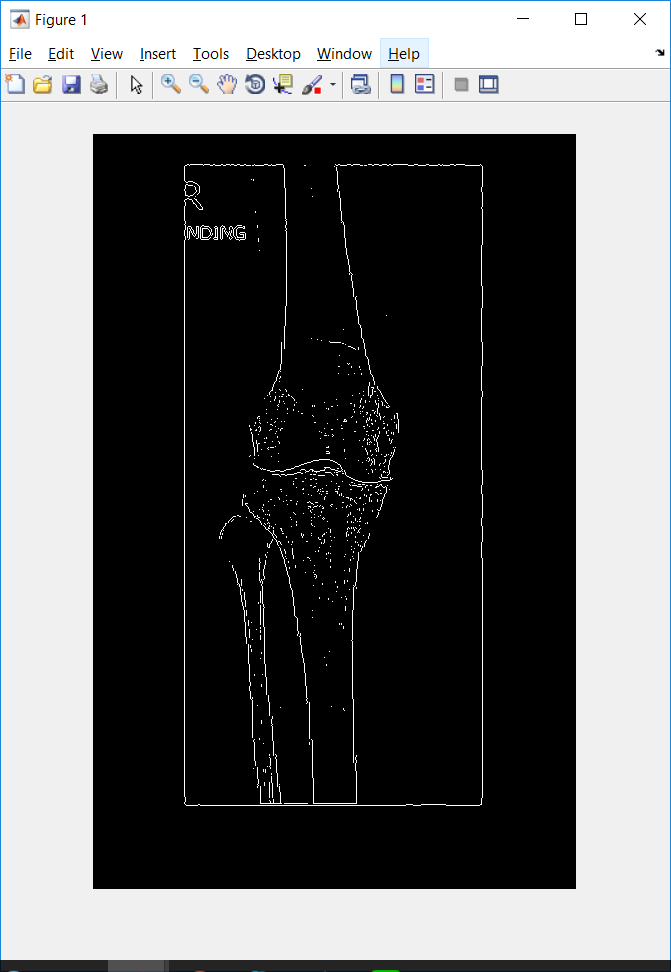 Figure 1
File Edit View Insert Tools Desktop Window Help
R
NDING